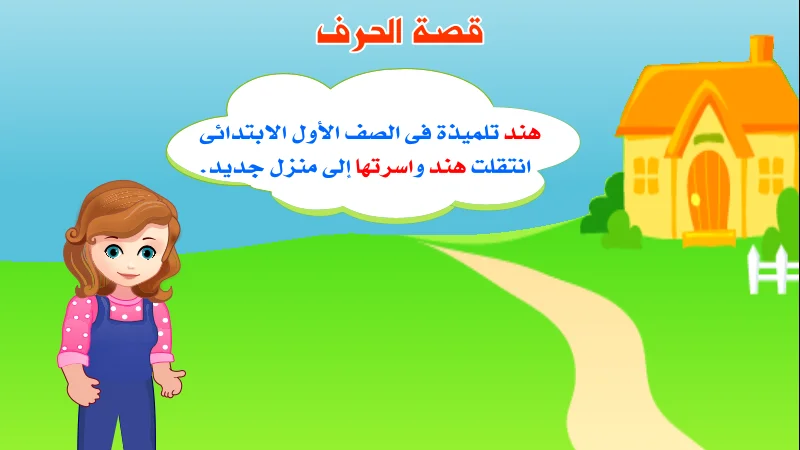 قصة الحرف
هند تلميذة فى الصف الأول الابتدائى
انتقلت هند واسرتها إلى منزل جديد.